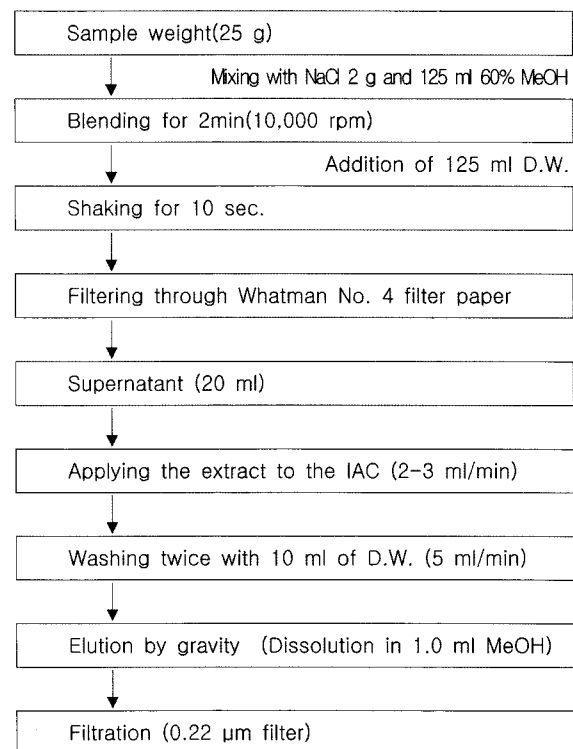 Sample weight(25 g)
Mixing with NaCl 2 g and 125 ml 60% MeOH
Blending for 2min(10,000 rpm)
Addition of 125 ml D.W.
Shaking for 10 sec.
Filtering through Whatman No. 4 filter paper
Supernatant (20 ml)
Applying the extract to the IAC (2-3 ml/min)
Washing twice with 10 ml of D.W. (5 ml/min)
Elution by gravity (Dissolution in 1.0 ml MeOH)
Filtration (0.22 μm filter)